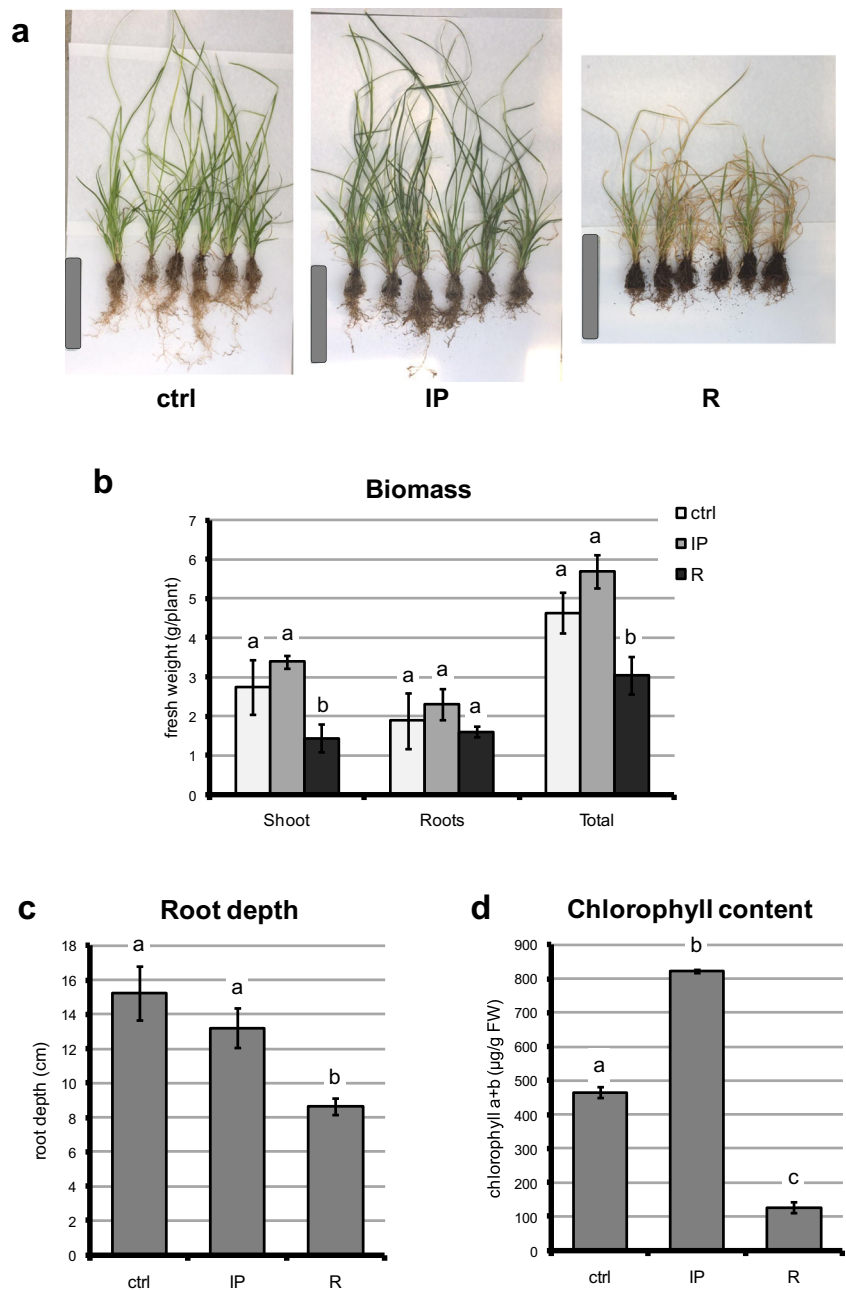 a
ctrl
IP
R
b
Biomass
ctrl
IP
R
fresh weight (g/plant)
7
6
5
4
3
2
1
0
a
a
b
a
a
a
a
a
b
Shoot
Roots
Total
c
Root depth
root depth (cm)
18
16
14
12
10
8
6
4
2
0
a
a
b
ctrl
IP
R
d
Chlorophyll content
chlorophyll a+b (µg/g FW)
900
800
700
600
500
400
300
200
100
0
a
b
c
ctrl
IP
R